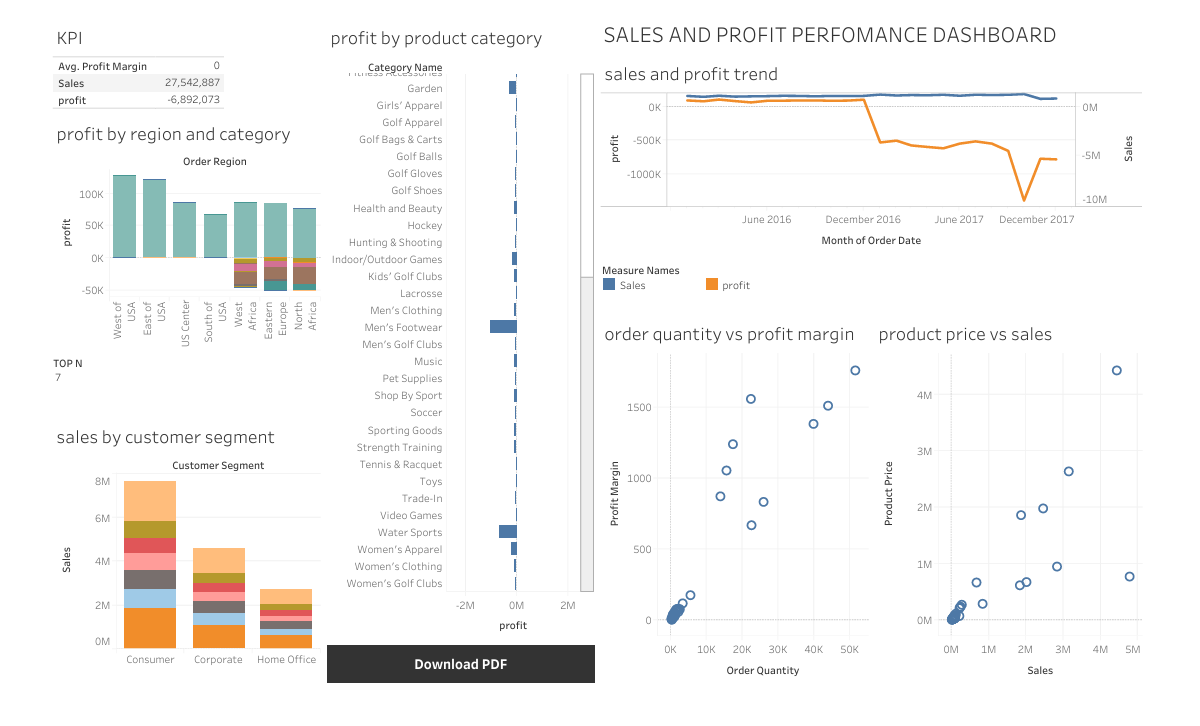 KPI
Avg. Profit Margin 0
Sales 27,542,887
profit -6,892,073
profit by region and category
Order Region
profit
100K
50K
0K
-50K
West of USA
East of USA
US Center
South of USA
West Africa
Eastern Europe
North Africa
TOP N
7
sales by customer segment
Customer Segment
Sales
8M
6M
4M
2M
0M
Consumer
Corporate
Home Office
profit by product category
Category Name
Fitness Accessories
Garden
Girls' Apparel
Golf Apparel
Golf Bags & Carts
Golf Balls
Golf Gloves
Golf Shoes
Health and Beauty
Hockey
Hunting & Shooting
Indoor/Outdoor Games
Kids' Golf Clubs
Lacrosse
Men's Clothing
Men's Footwear
Men's Golf Clubs
Music
Pet Supplies
Shop By Sport
Soccer
Sporting Goods
Strength Training
Tennis & Racquet
Toys
Trade-In
Video Games
Water Sports
Women's Apparel
Women's Clothing
Women's Golf Clubs
-2M 0M 2M
profit
Download PDF
SALES AND PROFIT PERFOMANCE DASHBOARD
sales and profit trend
profit
0K
-500K
-1000K
0M
-5M
-10M
Sales
June 2016 December 2016 June 2017 December 2017
Month of Order Date
Measure Names
Sales profit
order quantity vs profit margin
Profit Margin
1500
1000
500
0
0K 10K 20K 30K 40K 50K
Order Quantity
product price vs sales
Product Price
4M
3M
2M
1M
0M
0M 1M 2M 3M 4M 5M
Sales